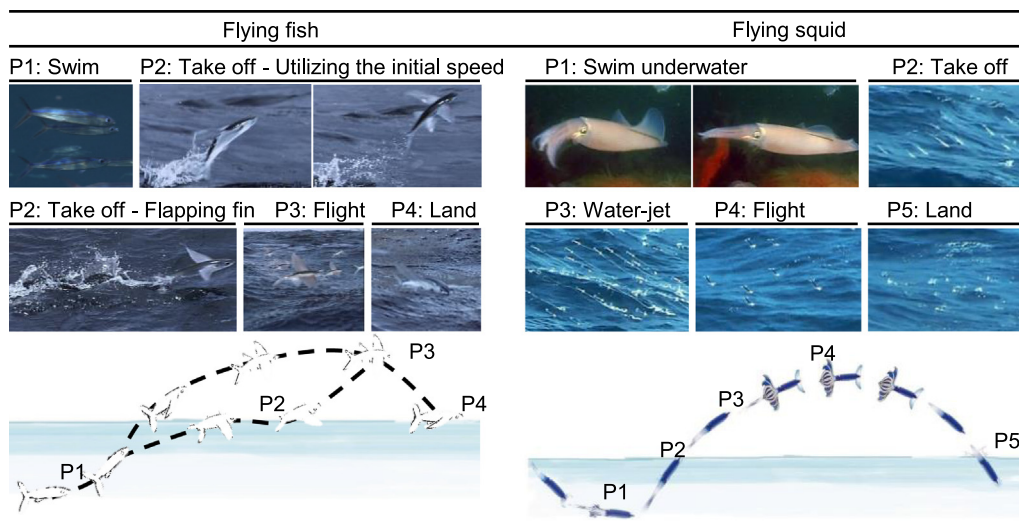 Flying fish
Flying squid
P1: Swim
P2: Take off - Utilizing the initial speed
P1: Swim underwater
P2: Take off
P2: Take off - Flapping fin
P3: Flight
P4: Land
P3: Water-jet
P4: Flight
P5: Land
P3
P2
P4
P1
P4
P3
P2
P5
P1